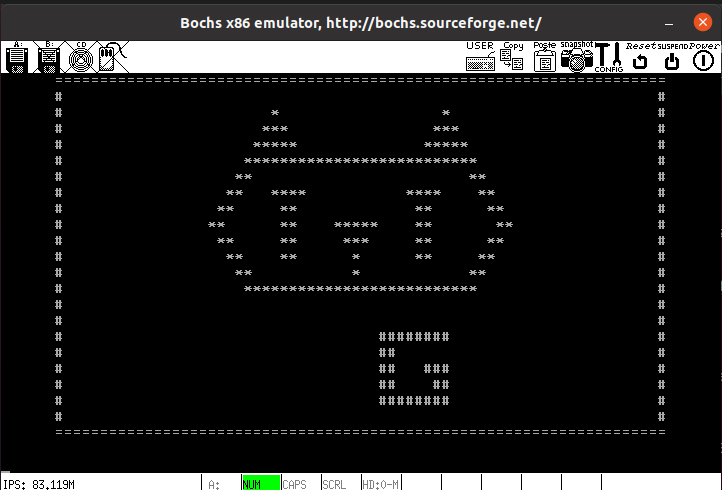 Bochs x86 emulator, http://bochs.sourceforge.net/
A: B: CD USER Copy Paste snapshot CONFIG Reset SUSPEND Power
G
IPS: 83.119M A: NUM CAPS SCRL HD:0-M